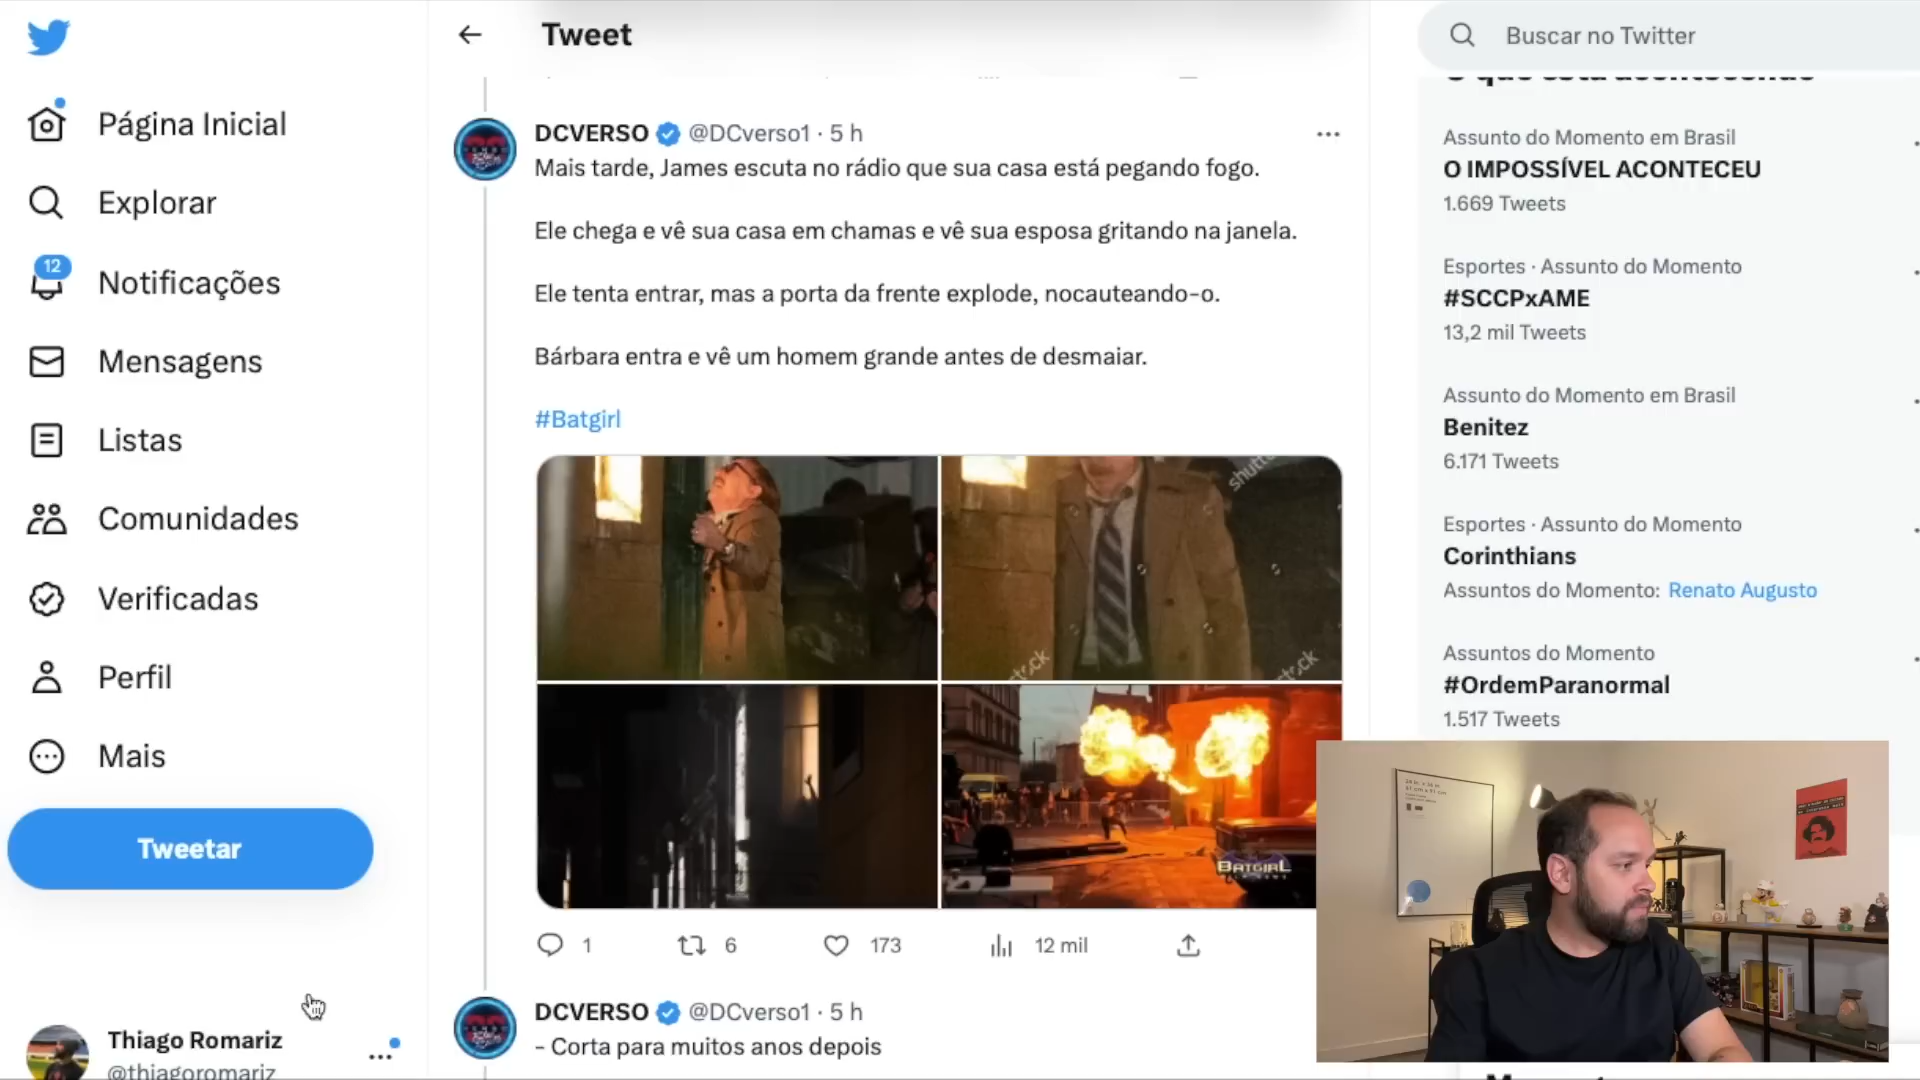 Página Inicial
Explorar
12
Notificações
Mensagens
Listas
Comunidades
Verificadas
Perfil
Mais
Tweetar
Thiago Romariz
@thiagoromariz
Tweet
DCVERSO @DCverso1 · 5 h
Mais tarde, James escuta no rádio que sua casa está pegando fogo.
Ele chega e vê sua casa em chamas e vê sua esposa gritando na janela.
Ele tenta entrar, mas a porta da frente explode, nocauteando-o.
Bárbara entra e vê um homem grande antes de desmaiar.
#Batgirl
BATGIRL
1 6 173 12 mil
DCVERSO @DCverso1 · 5 h
- Corta para muitos anos depois
Buscar no Twitter
O que está acontecendo
Assunto do Momento em Brasil
O IMPOSSÍVEL ACONTECEU
1.669 Tweets
Esportes · Assunto do Momento
#SCCPxAME
13,2 mil Tweets
Assunto do Momento em Brasil
Benitez
6.171 Tweets
Esportes · Assunto do Momento
Corinthians
Assuntos do Momento: Renato Augusto
Assuntos do Momento
#OrdemParanormal
1.517 Tweets